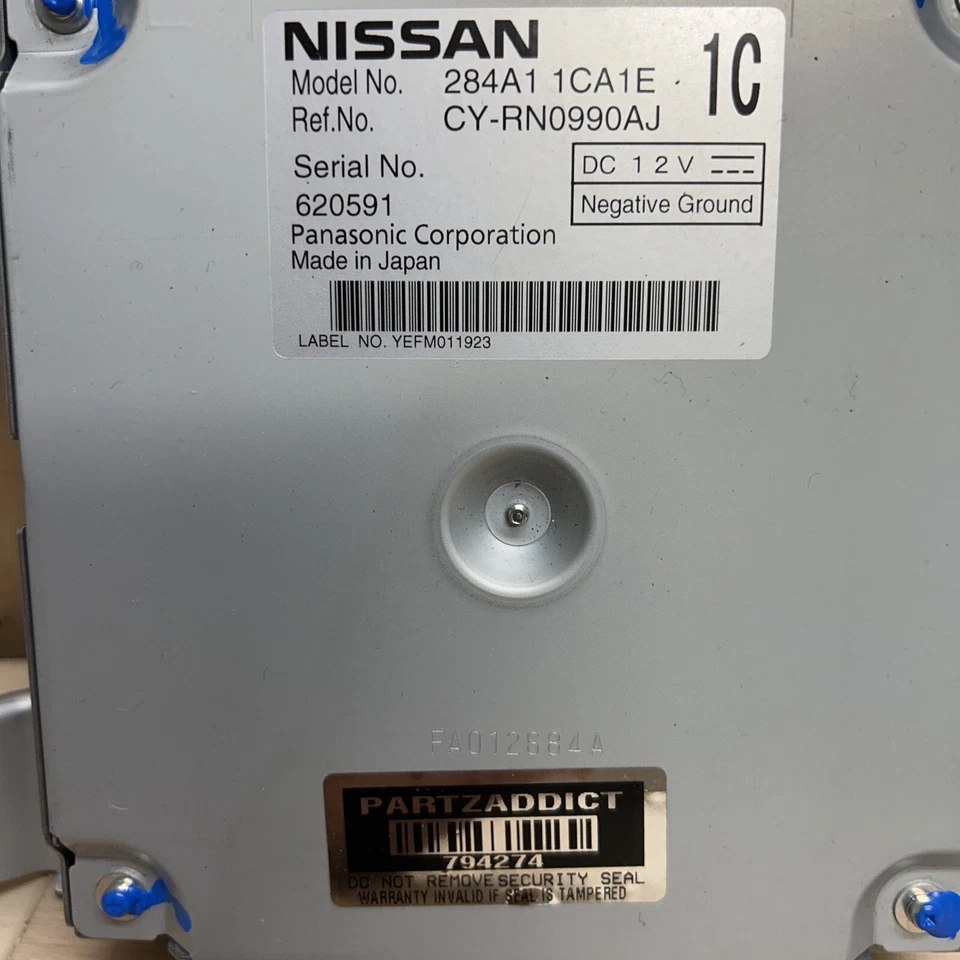 NISSAN
Model No. 284A1 1CA1E
1C
Ref.No. CY-RN0990AJ
Serial No.
620591
DC 12V
Negative Ground
Panasonic Corporation
Made in Japan
LABEL NO. YEFM011923
FA012684A
PARTZADDICT
794274
DO NOT REMOVE SECURITY SEAL
WARRANTY INVALID IF SEAL IS TAMPERED